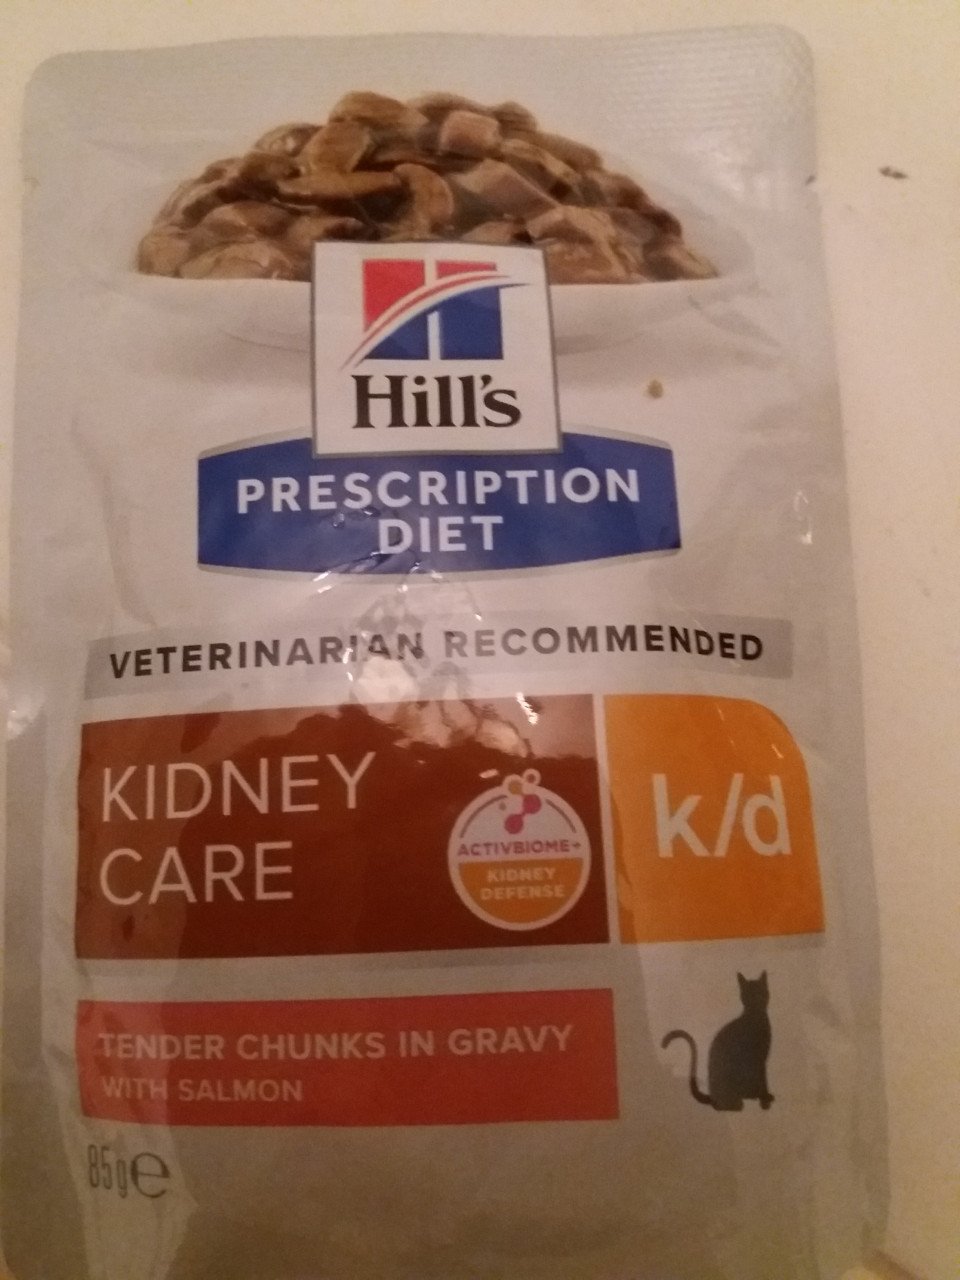 Hill's
PRESCRIPTION
DIET
VETERINARIAN RECOMMENDED
KIDNEY
CARE
ACTIVBIOME+
KIDNEY
DEFENSE
k/d
TENDER CHUNKS IN GRAVY
WITH SALMON
85g℮